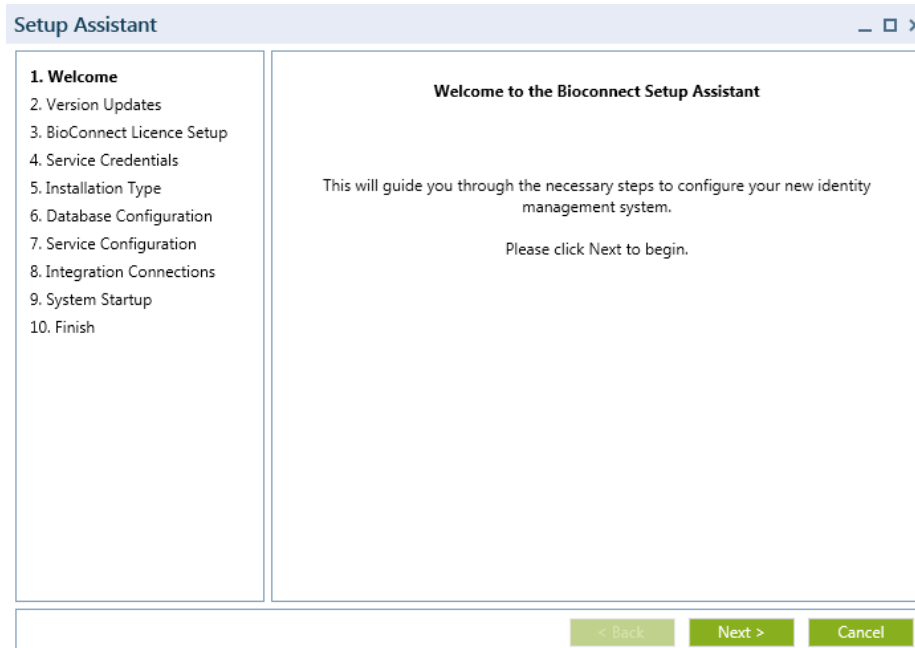 Setup Assistant
1. Welcome
2. Version Updates
3. BioConnect Licence Setup
4. Service Credentials
5. Installation Type
6. Database Configuration
7. Service Configuration
8. Integration Connections
9. System Startup
10. Finish
Welcome to the Bioconnect Setup Assistant
This will guide you through the necessary steps to configure your new identity
management system.
Please click Next to begin.
< Back
Next >
Cancel